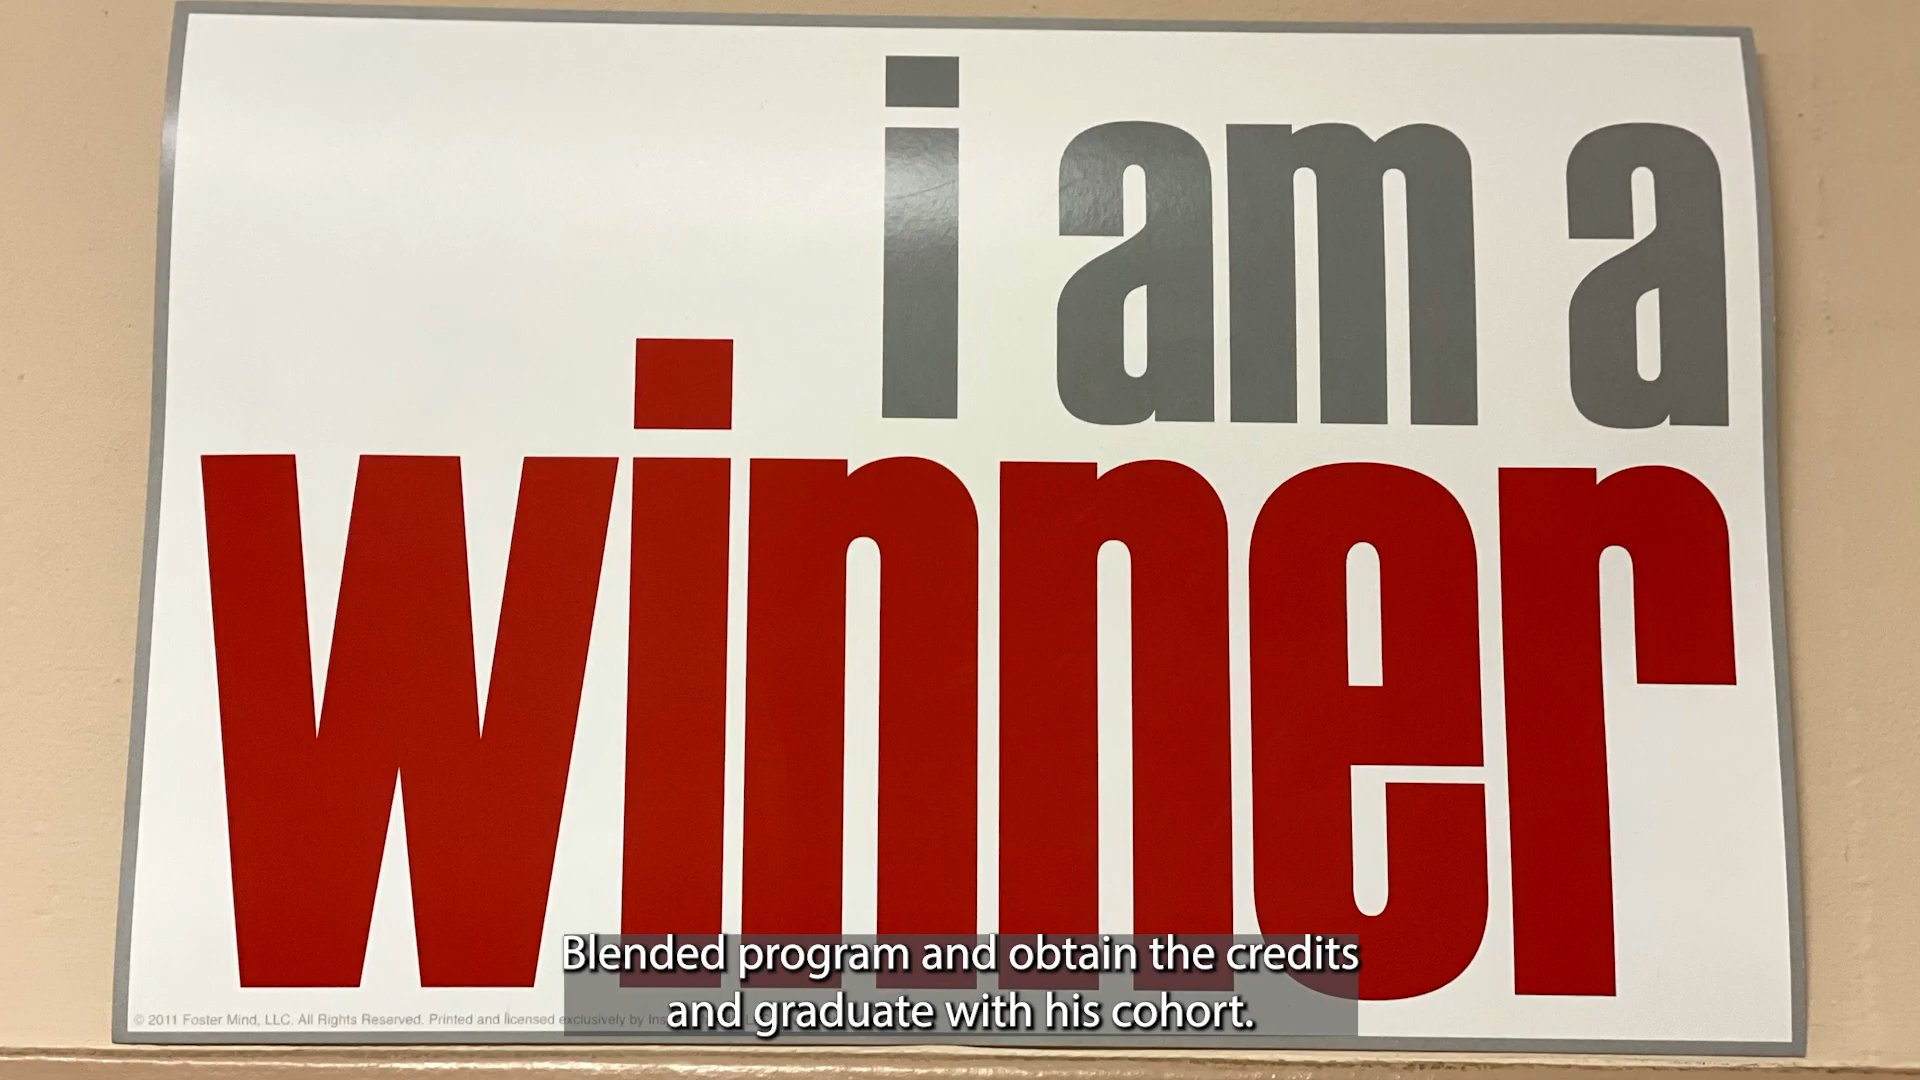 i am a
winner
Blended program and obtain the credits
and graduate with his cohort.
© 2011 Foster Mind, LLC. All Rights Reserved. Printed and licensed exclusively by